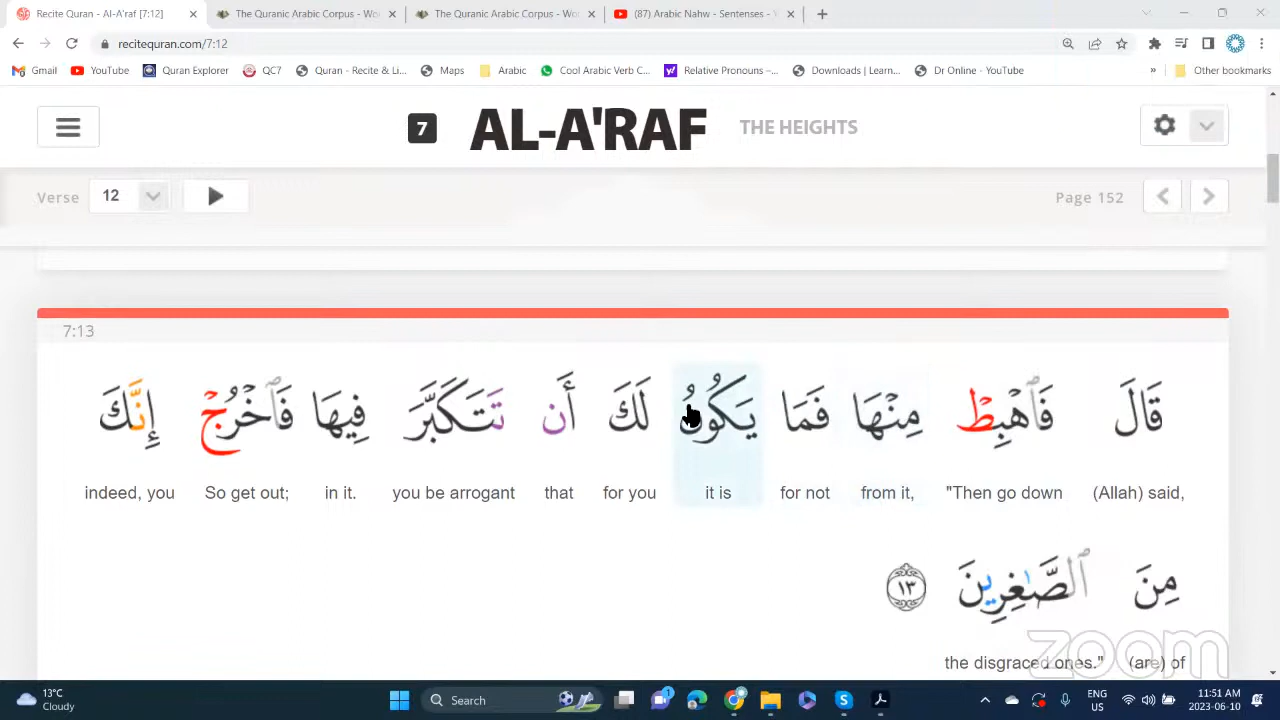 Recite Quran - Al-A'raf [7:12]
The Quranic Arabic Corpus - Wo
The Quranic Arabic Corpus - Wo
(87) Arabic Nahw - Sentences -
recitequran.com/7:12
Gmail
YouTube
Quran Explorer
QC7
Quran - Recite & Li...
Maps
Arabic
Cool Arabic Verb C...
Relative Pronouns –...
Downloads | Learn...
Dr Online - YouTube
»
Other bookmarks
7 AL-A'RAF THE HEIGHTS
Verse 12
Page 152
7:13
قَالَ فَٱهْبِطْ مِنْهَا فَمَا يَكُونُ لَكَ أَن تَتَكَبَّرَ فِيهَا فَٱخْرُجْ إِنَّكَ
(Allah) said, "Then go down from it, for not it is for you that you be arrogant in it. So get out; indeed, you
مِنَ ٱلصَّـٰغِرِينَ ١٣
(are) of the disgraced ones."
zoom
13°C
Cloudy
Search
1
ENG
US
11:51 AM
2023-06-10